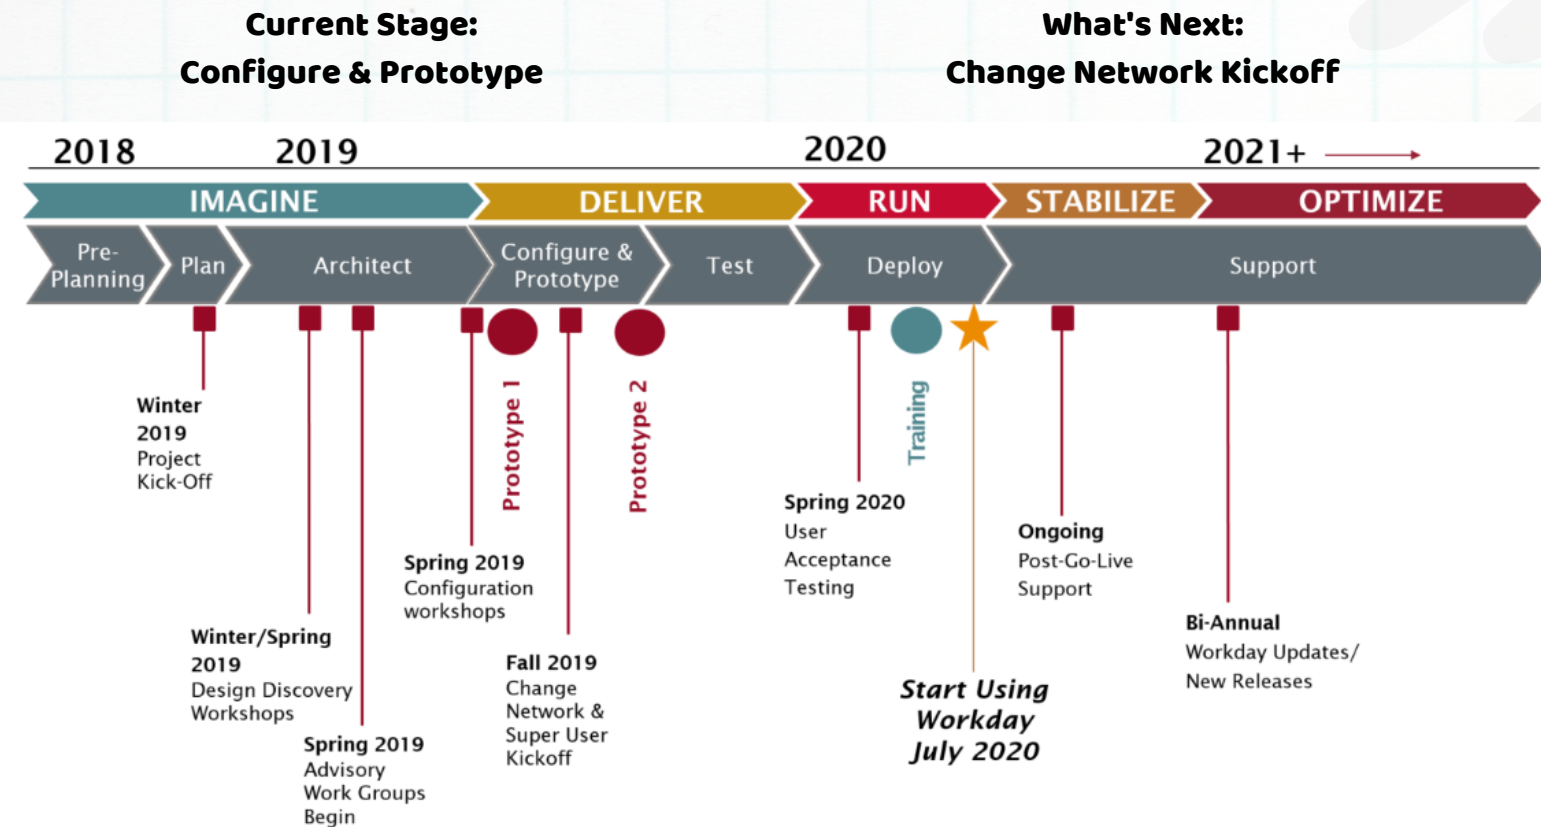 Current Stage:
Configure & Prototype
What's Next:
Change Network Kickoff
2018
2019
2020
2021+
IMAGINE
DELIVER
RUN
STABILIZE
OPTIMIZE
Pre-
Planning
Plan
Architect
Configure &
Prototype
Test
Deploy
Support
Winter
2019
Project
Kick-Off
Winter/Spring
2019
Design Discovery
Workshops
Spring 2019
Advisory
Work Groups
Begin
Spring 2019
Configuration
workshops
Prototype 1
Fall 2019
Change
Network &
Super User
Kickoff
Prototype 2
Spring 2020
User
Acceptance
Testing
Training
Start Using
Workday
July 2020
Ongoing
Post-Go-Live
Support
Bi-Annual
Workday Updates/
New Releases